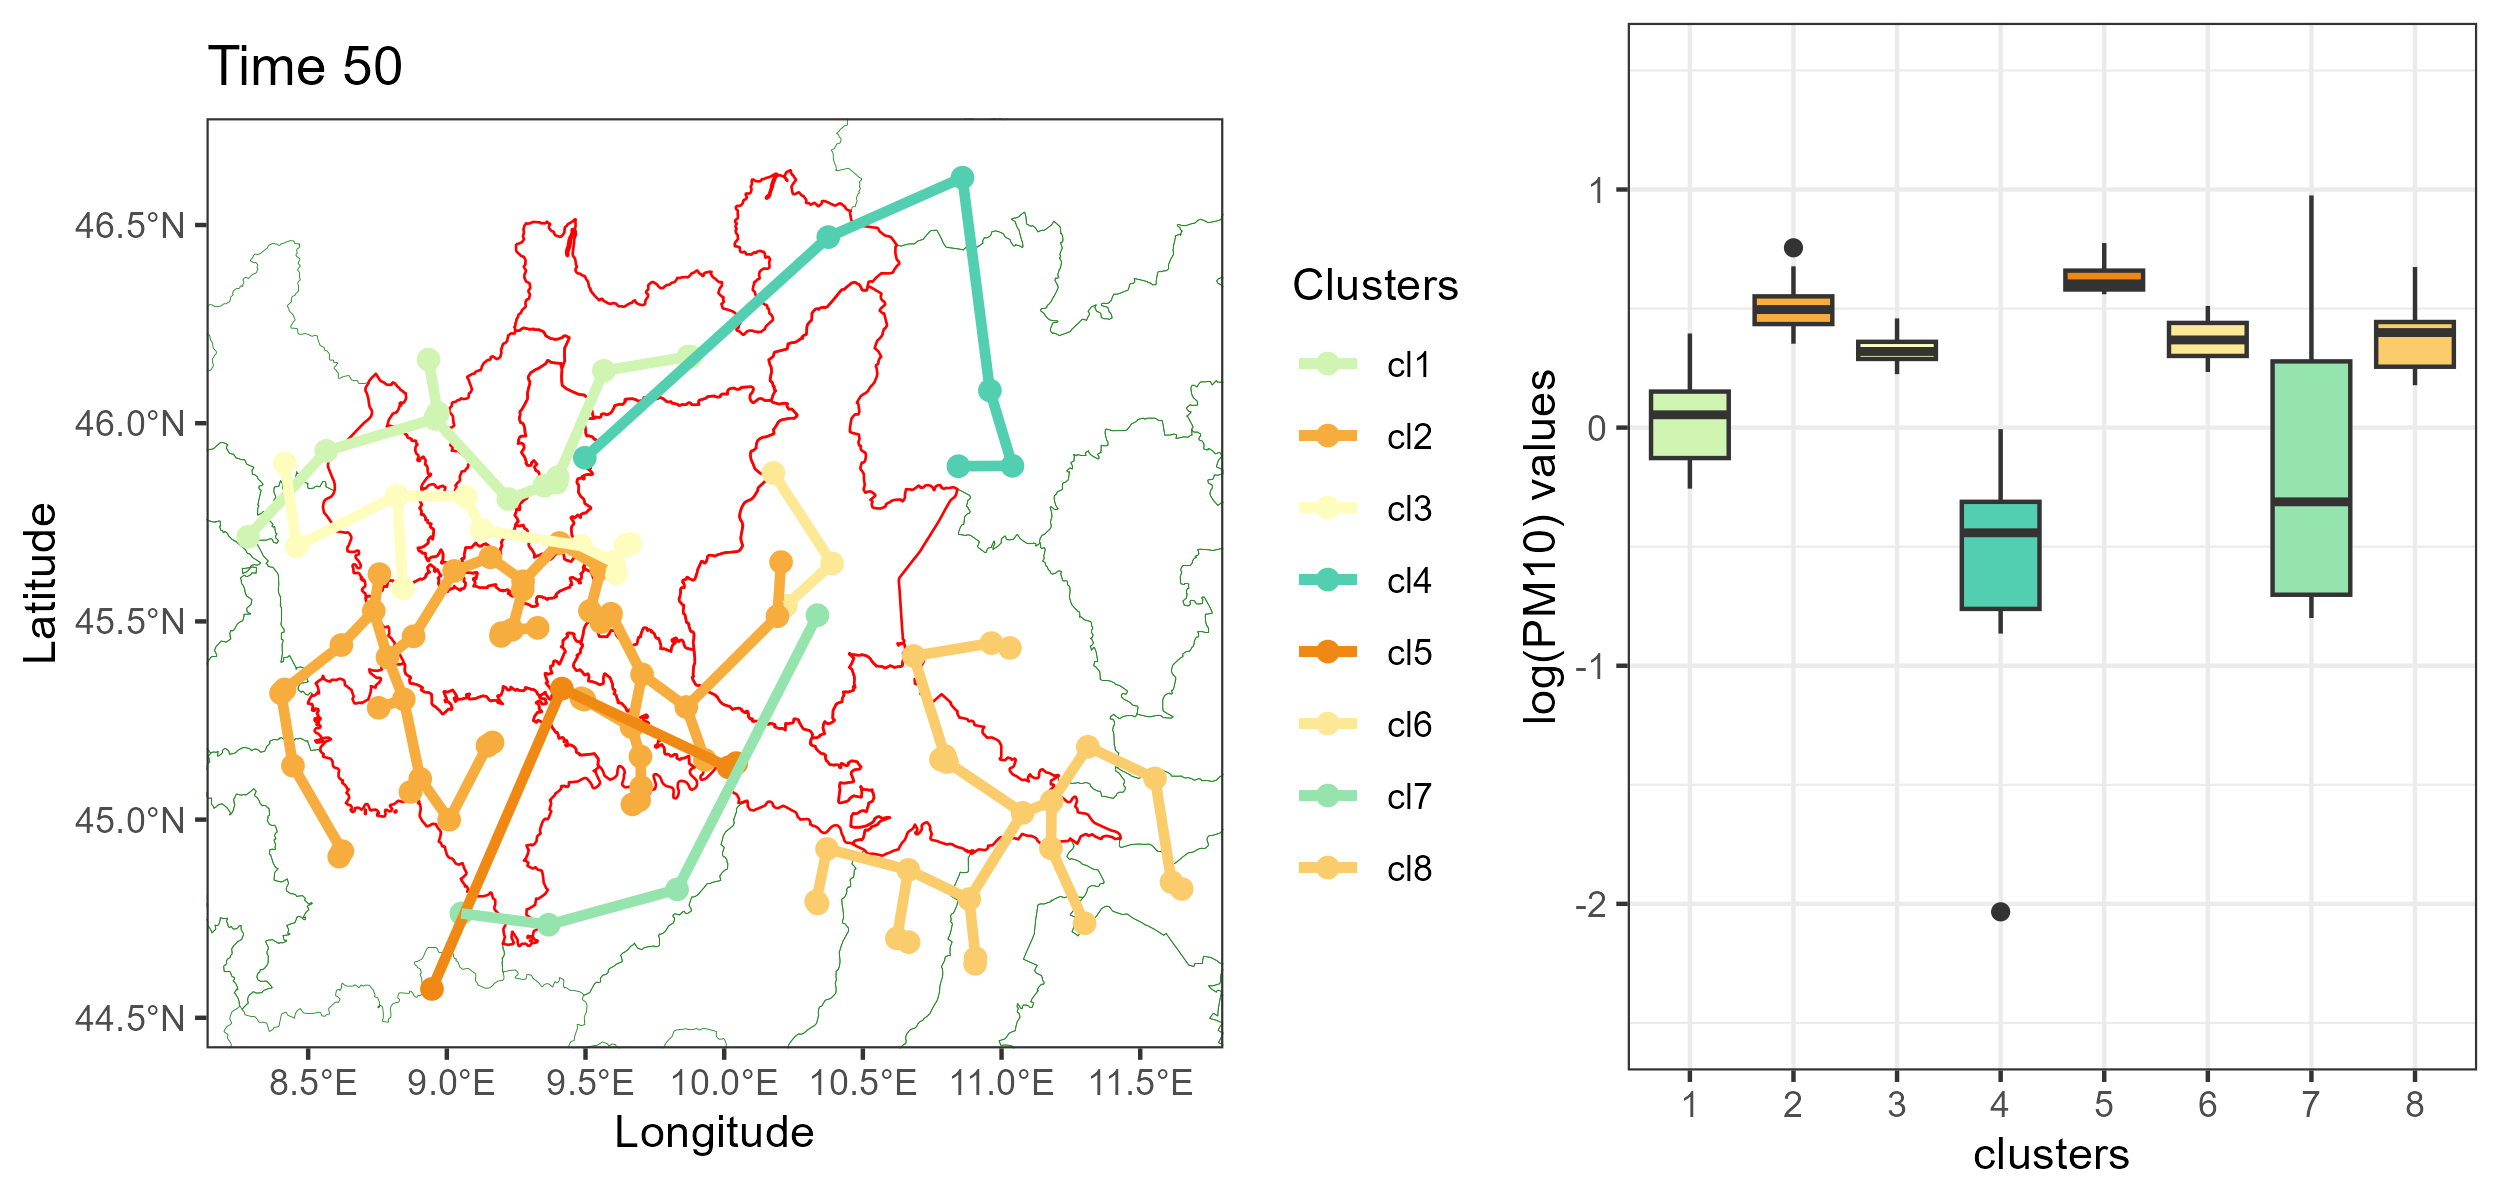 Time 50
46.5°N
46.0°N
45.5°N
45.0°N
44.5°N
Latitude
8.5°E 9.0°E 9.5°E 10.0°E 10.5°E 11.0°E 11.5°E
Longitude
Clusters
cl1
cl2
cl3
cl4
cl5
cl6
cl7
cl8
log(PM10) values
1
0
-1
-2
1 2 3 4 5 6 7 8
clusters